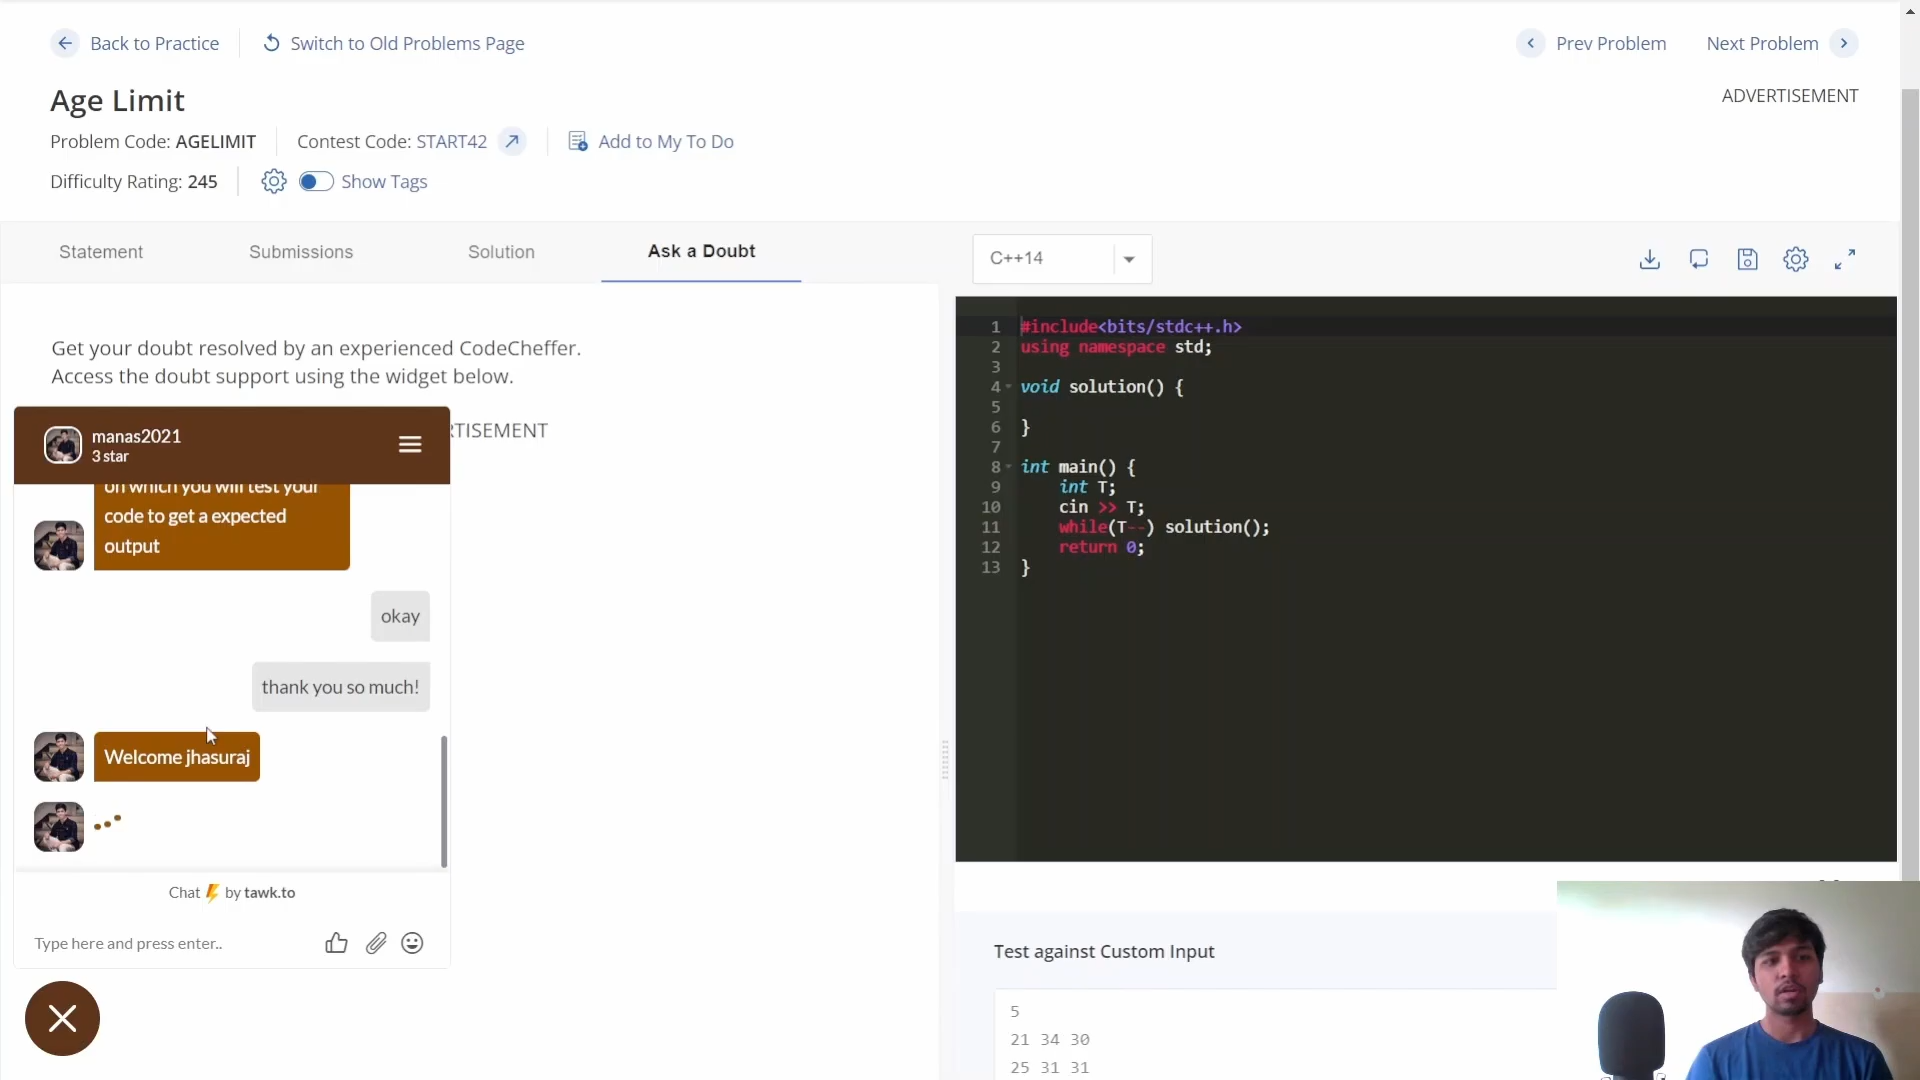 Back to Practice
Switch to Old Problems Page
Prev Problem
Next Problem
Age Limit
ADVERTISEMENT
Problem Code: AGELIMIT
Contest Code: START42
Add to My To Do
Difficulty Rating: 245
Show Tags
Statement
Submissions
Solution
Ask a Doubt
Get your doubt resolved by an experienced CodeCheffer.
Access the doubt support using the widget below.
RTISEMENT
manas2021
3 star
on which you will test your
code to get a expected
output
okay
thank you so much!
Welcome jhasuraj
Chat by tawk.to
Type here and press enter..
C++14
1 #include<bits/stdc++.h>
2 using namespace std;
3
4 void solution() {
5
6 }
7
8 int main() {
9 int T;
10 cin >> T;
11 while(T--) solution();
12 return 0;
13 }
Test against Custom Input
5
21 34 30
25 31 31